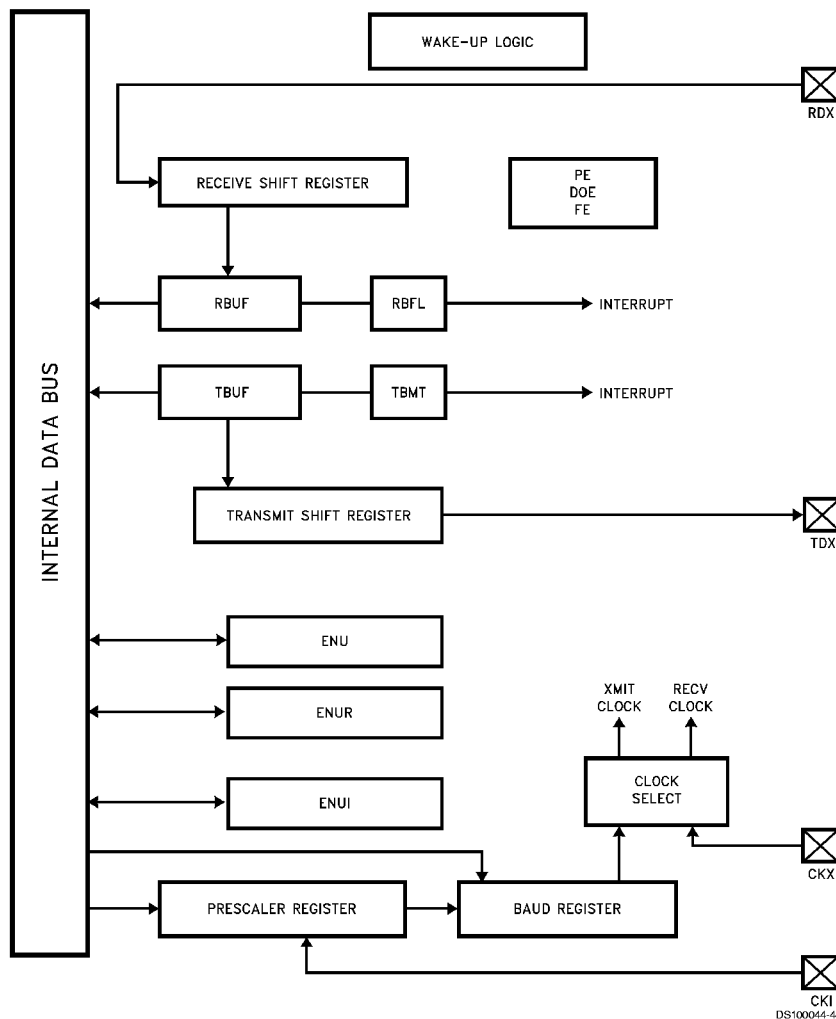 WAKE-UP LOGIC
RDX
RECEIVE SHIFT REGISTER
PE
DOE
FE
RBUF
RBFL
INTERRUPT
TBUF
TBMT
INTERRUPT
INTERNAL DATA BUS
TRANSMIT SHIFT REGISTER
TDX
ENU
XMIT
CLOCK
RECV
CLOCK
ENUR
CLOCK
SELECT
ENUI
CKX
PRESCALER REGISTER
BAUD REGISTER
CKI
DS100044-4